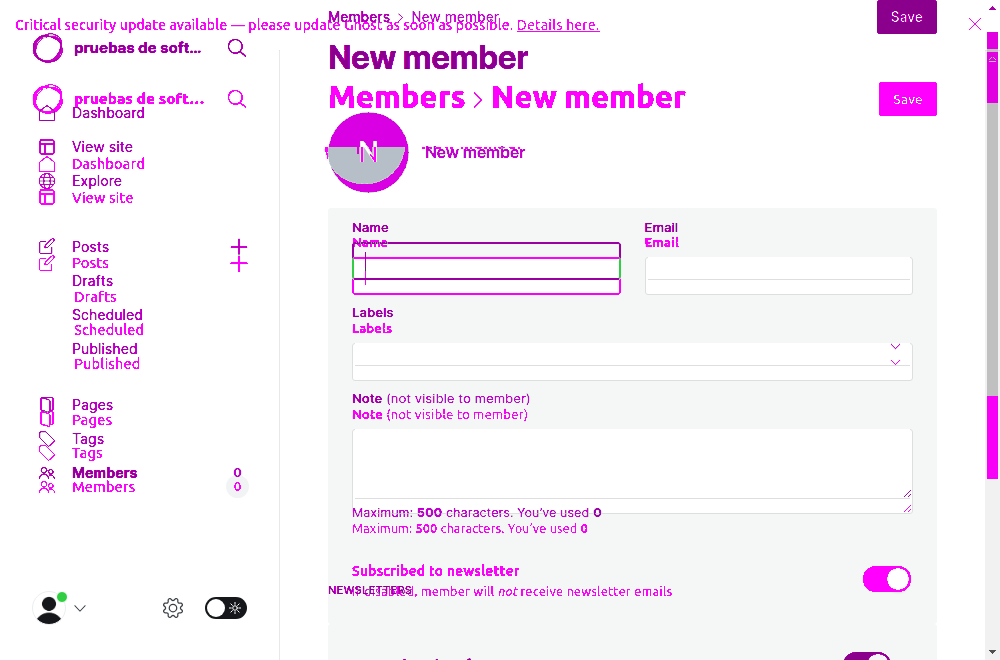 Members > New member
Save
Critical security update available — please update Ghost as soon as possible. Details here.
pruebas de soft...
New member
pruebas de soft...
Members > New member
Save
Dashboard
N
New member
View site
Dashboard
Explore
View site
Name
Email
Name
Email
Posts
Posts
Drafts
Drafts
Scheduled
Labels
Scheduled
Labels
Published
Published
Note (not visible to member)
Pages
Note (not visible to member)
Pages
Tags
Tags
Members 0
Members 0
Maximum: 500 characters. You've used 0
Maximum: 500 characters. You've used 0
Subscribed to newsletter
NEWSLETTERS
If disabled, member will not receive newsletter emails